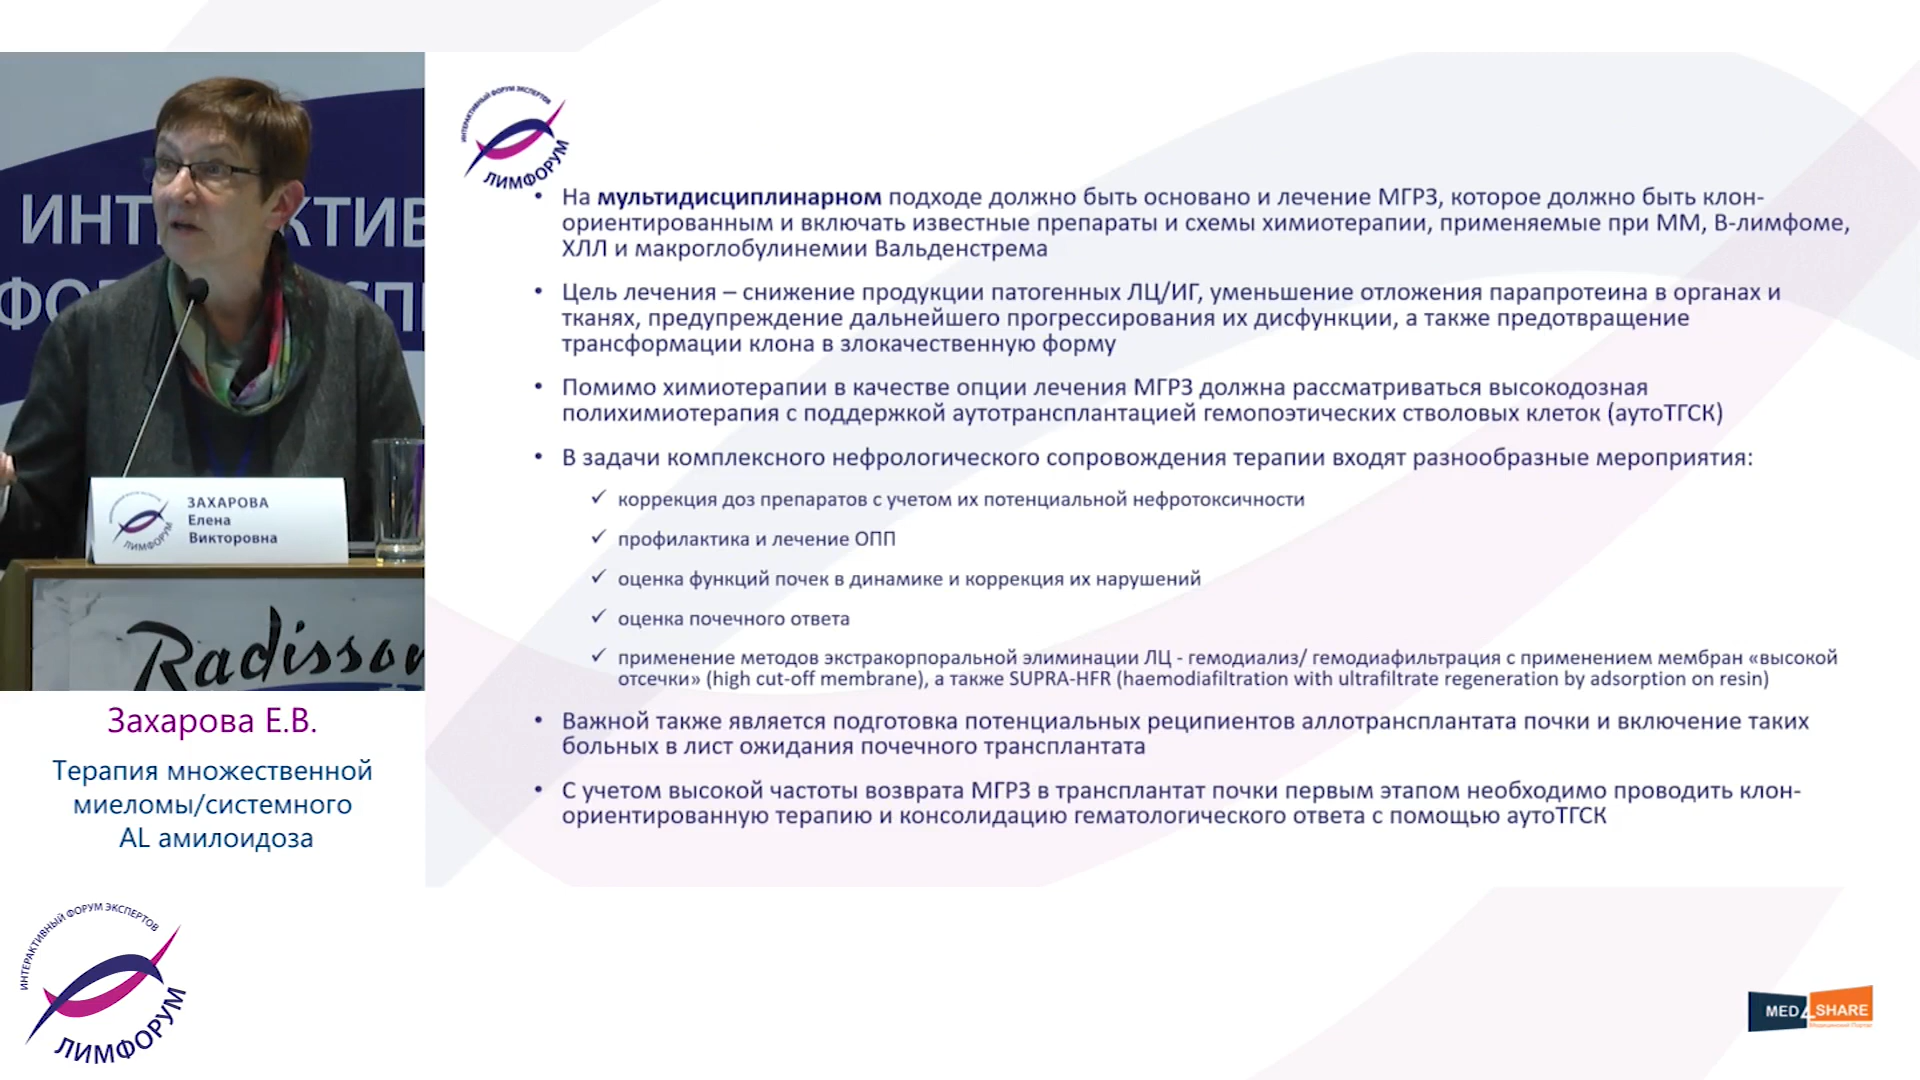 ИНТЕРАКТИВНЫЙ ФОРУМ ЭКСПЕРТОВ
ЛИМФОРУМ
• На мультидисциплинарном подходе должно быть основано и лечение МГРЗ, которое должно быть клон-
ориентированным и включать известные препараты и схемы химиотерапии, применяемые при ММ, В-лимфоме,
ХЛЛ и макроглобулинемии Вальденстрема
• Цель лечения – снижение продукции патогенных ЛЦ/ИГ, уменьшение отложения парапротеина в органах и
тканях, предупреждение дальнейшего прогрессирования их дисфункции, а также предотвращение
трансформации клона в злокачественную форму
• Помимо химиотерапии в качестве опции лечения МГРЗ должна рассматриваться высокодозная
полихимиотерапия с поддержкой аутотрансплантацией гемопоэтических стволовых клеток (аутоТГСК)
• В задачи комплексного нефрологического сопровождения терапии входят разнообразные мероприятия:
✓ коррекция доз препаратов с учетом их потенциальной нефротоксичности
✓ профилактика и лечение ОПП
✓ оценка функций почек в динамике и коррекция их нарушений
✓ оценка почечного ответа
✓ применение методов экстракорпоральной элиминации ЛЦ - гемодиализ/ гемодиафильтрация с применением мембран «высокой
отсечки» (high cut-off membrane), а также SUPRA-HFR (haemodiafiltration with ultrafiltrate regeneration by adsorption on resin)
• Важной также является подготовка потенциальных реципиентов аллотрансплантата почки и включение таких
больных в лист ожидания почечного трансплантата
• С учетом высокой частоты возврата МГРЗ в трансплантат почки первым этапом необходимо проводить клон-
ориентированную терапию и консолидацию гематологического ответа с помощью аутоТГСК
ИНТ КТИВ
ФО СП
ЛИМФОРУМ
ЗАХАРОВА
Елена
Викторовна
Radisson
Захарова Е.В.
Терапия множественной
миеломы/системного
AL амилоидоза
ИНТЕРАКТИВНЫЙ ФОРУМ ЭКСПЕРТОВ
ЛИМФОРУМ
MED4SHARE
Медицинский Портал